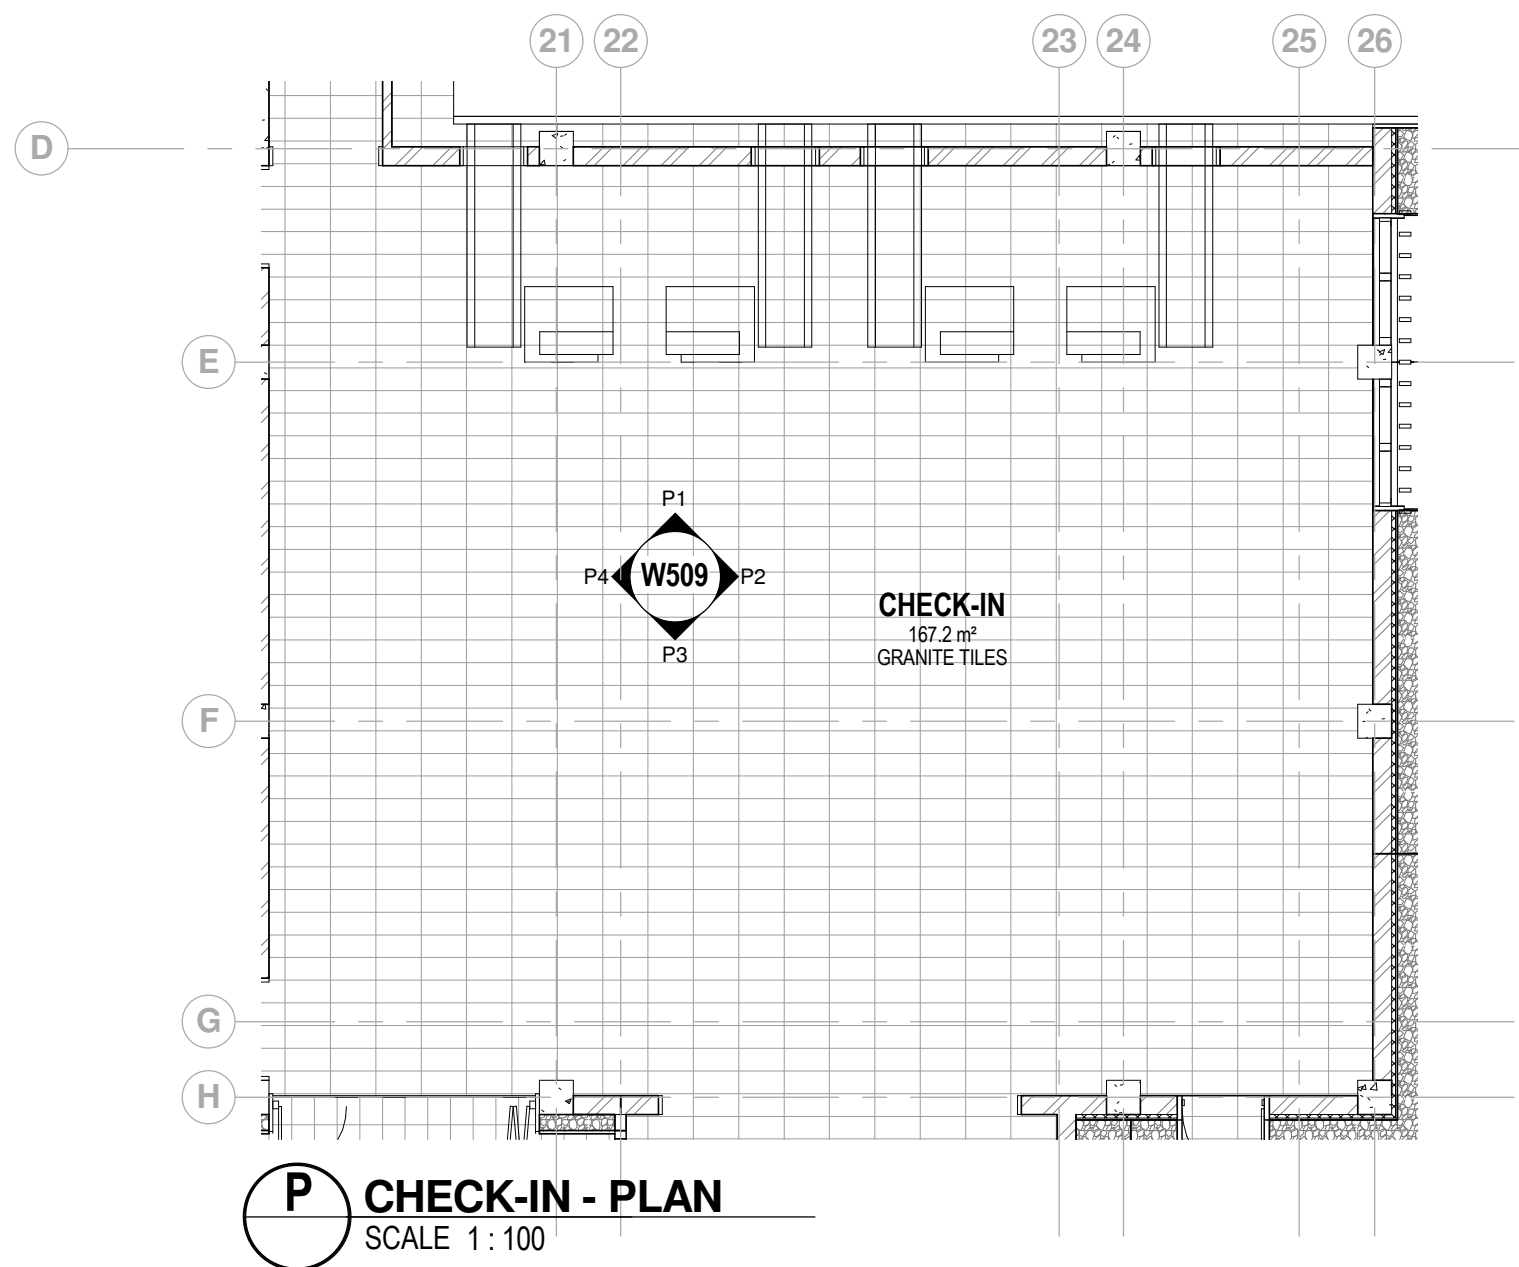 21 22 23 24 25 26
D
E
P1
P4 W509 P2
P3
CHECK-IN
167.2 m²
GRANITE TILES
F
G
H
P
CHECK-IN - PLAN
SCALE 1 : 100